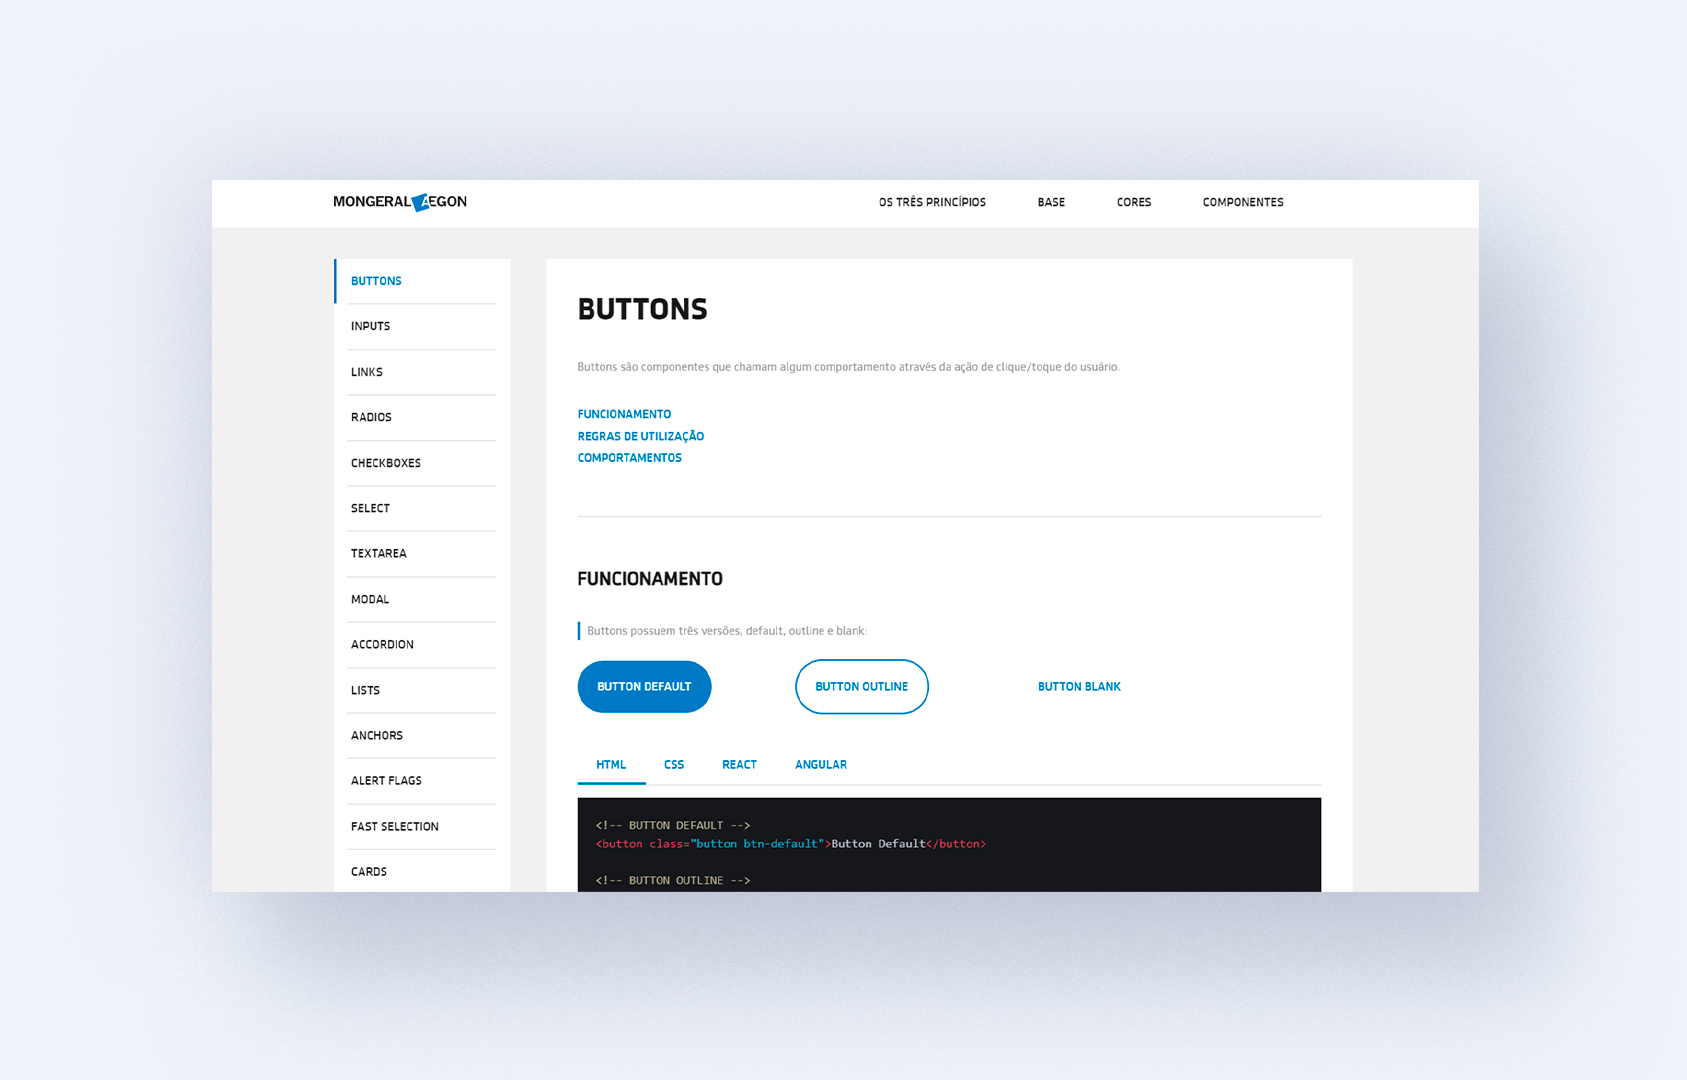 MONGERAL AEGON
OS TRÊS PRINCÍPIOS
BASE
CORES
COMPONENTES
BUTTONS
INPUTS
LINKS
RADIOS
CHECKBOXES
SELECT
TEXTAREA
MODAL
ACCORDION
LISTS
ANCHORS
ALERT FLAGS
FAST SELECTION
CARDS
BUTTONS
Buttons são componentes que chamam algum comportamento através da ação de clique/toque do usuário.
FUNCIONAMENTO
REGRAS DE UTILIZAÇÃO
COMPORTAMENTOS
FUNCIONAMENTO
Buttons possuem três versões, default, outline e blank:
BUTTON DEFAULT
BUTTON OUTLINE
BUTTON BLANK
HTML
CSS
REACT
ANGULAR
<!-- BUTTON DEFAULT -->
<button class="button btn-default">Button Default</button>
<!-- BUTTON OUTLINE -->